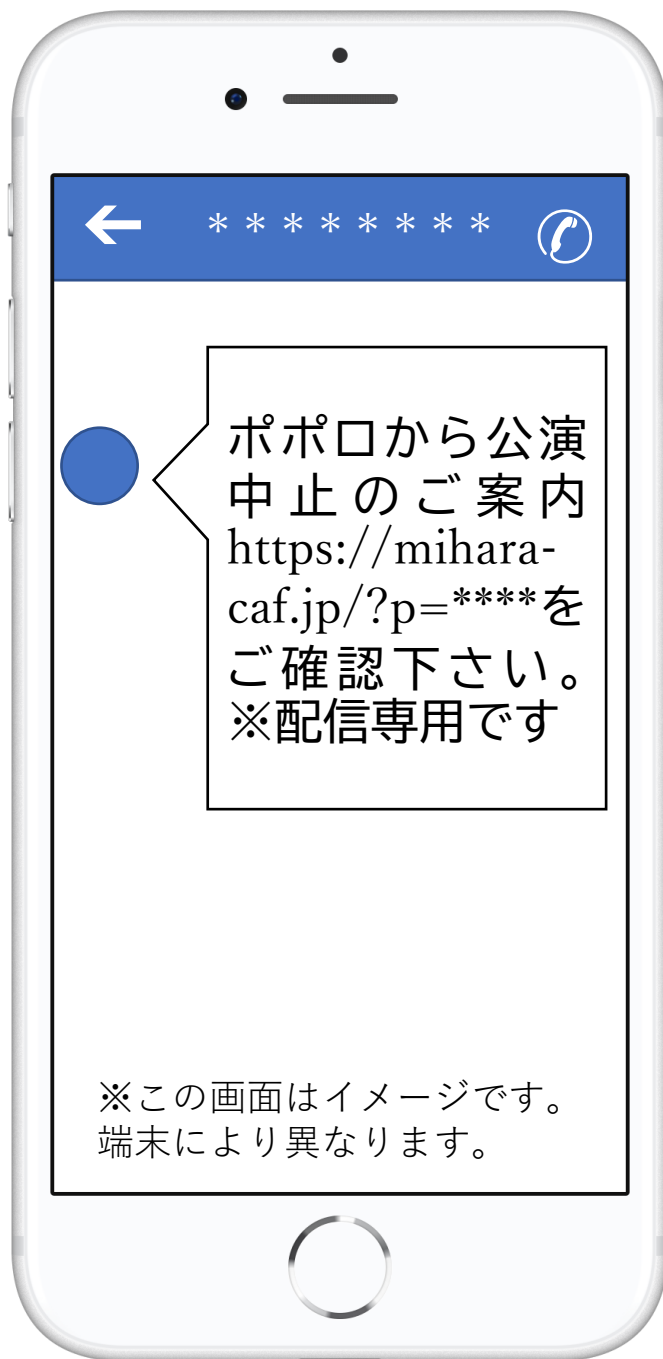 ********
ポポロから公演
中止のご案内
https://mihara-
caf.jp/?p=****を
ご確認下さい。
※配信専用です
※この画面はイメージです。
端末により異なります。